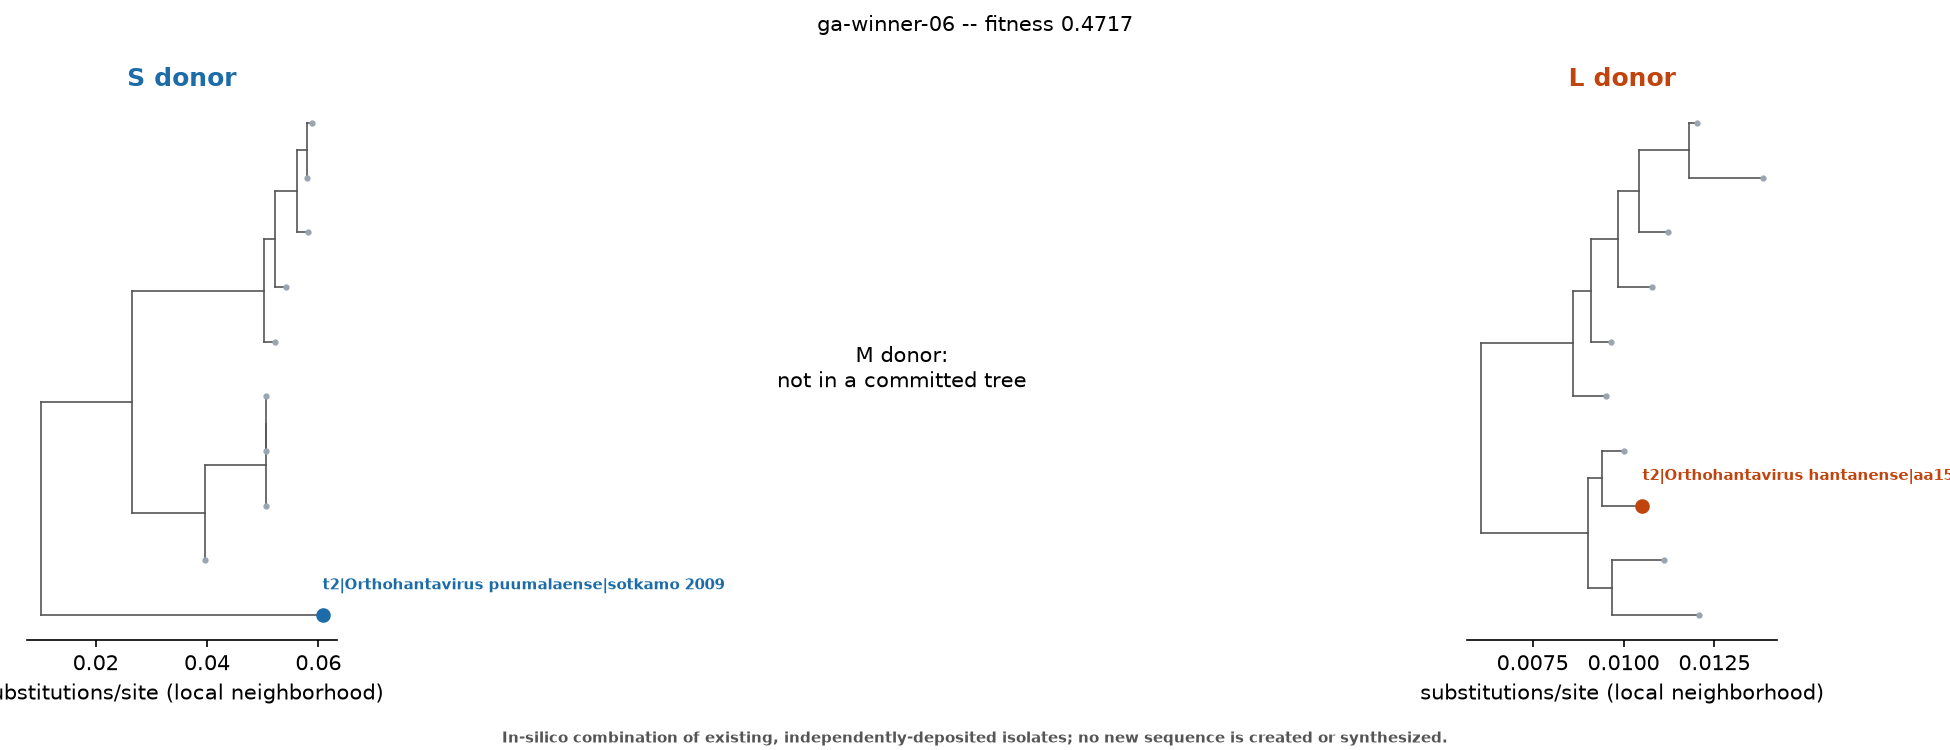 ga-winner-06 -- fitness 0.4717
S donor
L donor
M donor:
not in a committed tree
t2|Orthohantavirus hantanense|aa15
t2|Orthohantavirus puumalaense|sotkamo 2009
0.02 0.04 0.06
0.0075 0.0100 0.0125
ubstitutions/site (local neighborhood)
substitutions/site (local neighborhood)
In-silico combination of existing, independently-deposited isolates; no new sequence is created or synthesized.